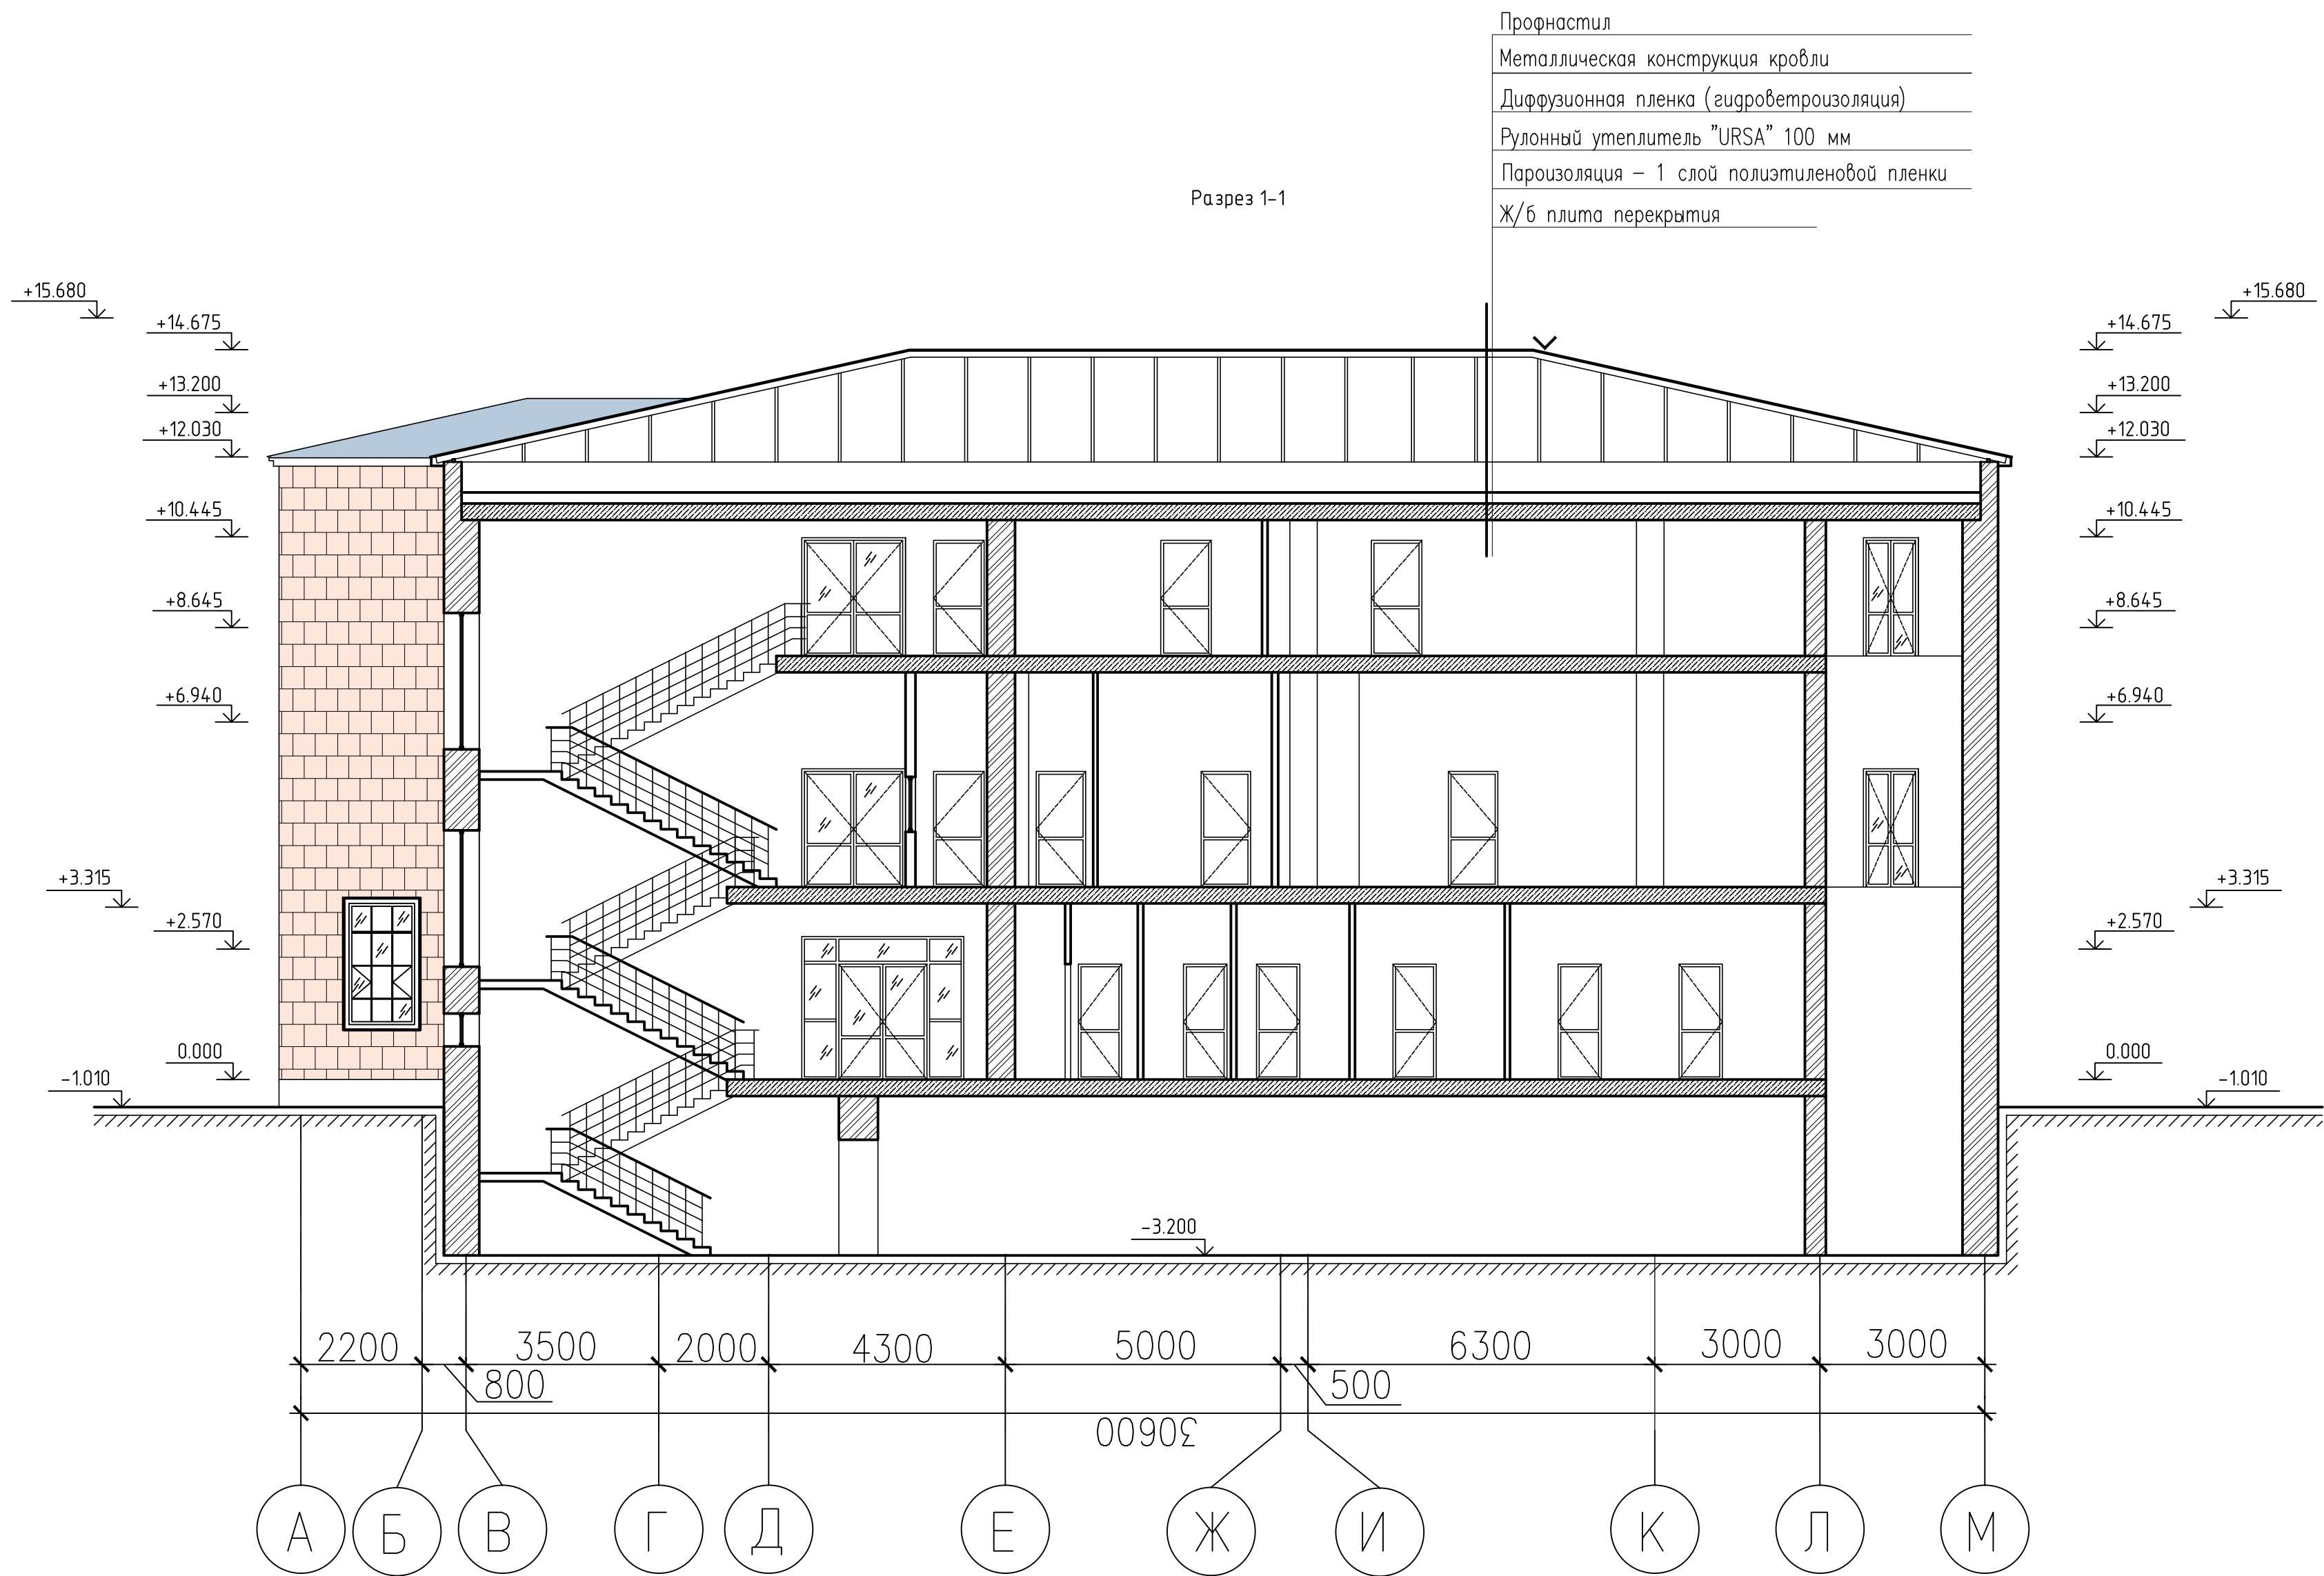 Профнастил
Металлическая конструкция кровли
Диффузионная пленка (гидроветроизоляция)
Рулонный утеплитель "URSA" 100 мм
Пароизоляция – 1 слой полиэтиленовой пленки
Ж/б плита перекрытия
Разрез 1-1
+15.680
+14.675
+13.200
+12.030
+10.445
+8.645
+6.940
+3.315
+2.570
0.000
-1.010
+15.680
+14.675
+13.200
+12.030
+10.445
+8.645
+6.940
+3.315
+2.570
0.000
-1.010
-3.200
2200 3500 2000 4300 5000 6300 3000 3000
800 500
30600
А Б В Г Д Е Ж И К Л М